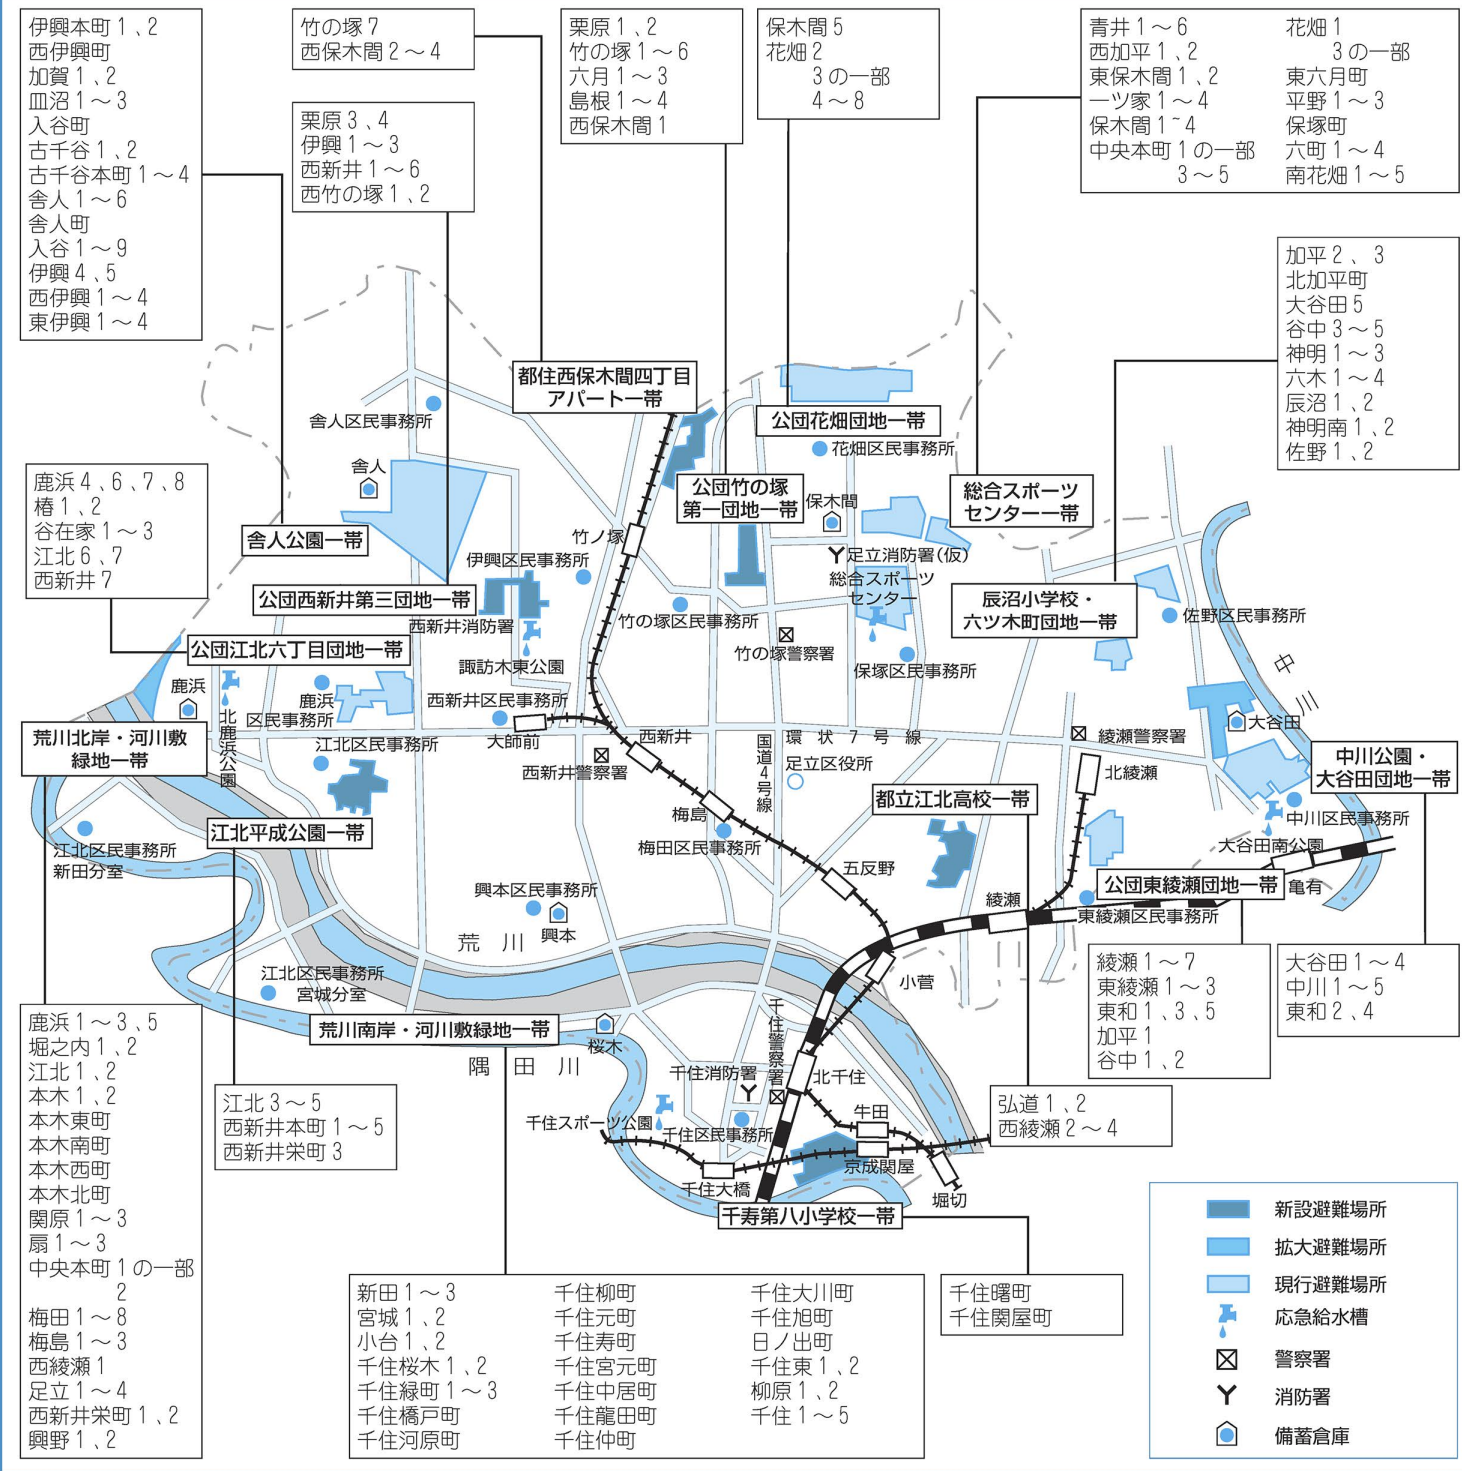 伊興本町1、2
西伊興町
加賀1、2
皿沼1～3
入谷町
古千谷1、2
古千谷本町1～4
舎人1～6
舎人町
入谷1～9
伊興4、5
西伊興1～4
東伊興1～4
竹の塚7
西保木間2～4
栗原3、4
伊興1～3
西新井1～6
西竹の塚1、2
栗原1、2
竹の塚1～6
六月1～3
島根1～4
西保木間1
保木間5
花畑2
3の一部
4～8
青井1～6
西加平1、2
東保木間1、2
一ツ家1～4
保木間1~4
中央本町1の一部
3～5
花畑1
3の一部
東六月町
平野1～3
保塚町
六町1～4
南花畑1～5
加平2、3
北加平町
大谷田5
谷中3～5
神明1～3
六木1～4
辰沼1、2
神明南1、2
佐野1、2
都住西保木間四丁目
アパート一帯
公団花畑団地一帯
舎人区民事務所
花畑区民事務所
舎人
鹿浜4、6、7、8
椿1、2
谷在家1～3
江北6、7
西新井7
公団竹の塚
第一団地一帯
保木間
総合スポーツ
センター一帯
舎人公園一帯
竹ノ塚
足立消防署(仮)
伊興区民事務所
総合スポーツ
センター
公団西新井第三団地一帯
辰沼小学校・
六ツ木町団地一帯
佐野区民事務所
西新井消防署
竹の塚区民事務所
公団江北六丁目団地一帯
竹の塚警察署
諏訪木東公園
保塚区民事務所
中川
鹿浜
鹿浜
区民事務所
北鹿浜公園
西新井区民事務所
大師前
荒川北岸・河川敷
緑地一帯
江北区民事務所
西新井
国道4号線
環状7号線
綾瀬警察署
大谷田
西新井警察署
足立区役所
北綾瀬
中川公園・
大谷田団地一帯
都立江北高校一帯
梅島
江北平成公園一帯
中川区民事務所
梅田区民事務所
大谷田南公園
江北区民事務所
新田分室
五反野
興本区民事務所
公団東綾瀬団地一帯
亀有
綾瀬
東綾瀬区民事務所
興本
荒川
綾瀬1～7
東綾瀬1～3
東和1、3、5
加平1
谷中1、2
大谷田1～4
中川1～5
東和2、4
江北区民事務所
宮城分室
小菅
千住警察署
荒川南岸・河川敷緑地一帯
桜木
隅田川
千住消防署
北千住
鹿浜1～3、5
堀之内1、2
江北1、2
本木1、2
本木東町
本木南町
本木西町
本木北町
関原1～3
扇1～3
中央本町1の一部
2
梅田1～8
梅島1～3
西綾瀬1
足立1～4
西新井栄町1、2
興野1、2
江北3～5
西新井本町1～5
西新井栄町3
千住スポーツ公園
千住区民事務所
牛田
弘道1、2
西綾瀬2～4
京成関屋
千住大橋
堀切
千寿第八小学校一帯
新田1～3
宮城1、2
小台1、2
千住桜木1、2
千住緑町1～3
千住橋戸町
千住河原町
千住柳町
千住元町
千住寿町
千住宮元町
千住中居町
千住龍田町
千住仲町
千住大川町
千住旭町
日ノ出町
千住東1、2
柳原1、2
千住1～5
千住曙町
千住関屋町
新設避難場所
拡大避難場所
現行避難場所
応急給水槽
警察署
消防署
備蓄倉庫